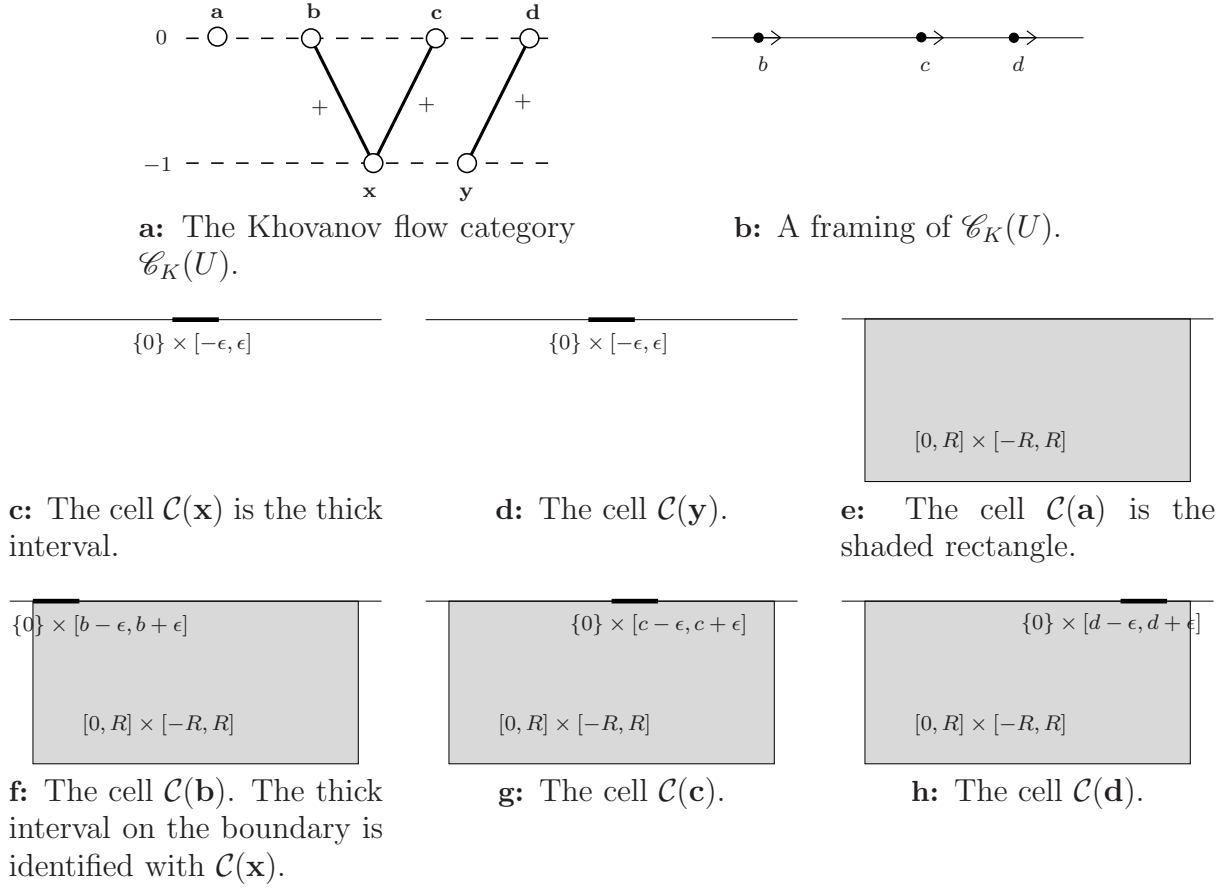 a b c d
0
+ + +
−1
x y
a: The Khovanov flow category
𝒞_K(U).
b c d
b: A framing of 𝒞_K(U).
{0} × [−ϵ, ϵ]
c: The cell 𝒞(x) is the thick
interval.
{0} × [−ϵ, ϵ]
d: The cell 𝒞(y).
[0, R] × [−R, R]
e: The cell 𝒞(a) is the
shaded rectangle.
{0} × [b − ϵ, b + ϵ]
[0, R] × [−R, R]
f: The cell 𝒞(b). The thick
interval on the boundary is
identified with 𝒞(x).
{0} × [c − ϵ, c + ϵ]
[0, R] × [−R, R]
g: The cell 𝒞(c).
{0} × [d − ϵ, d + ϵ]
[0, R] × [−R, R]
h: The cell 𝒞(d).